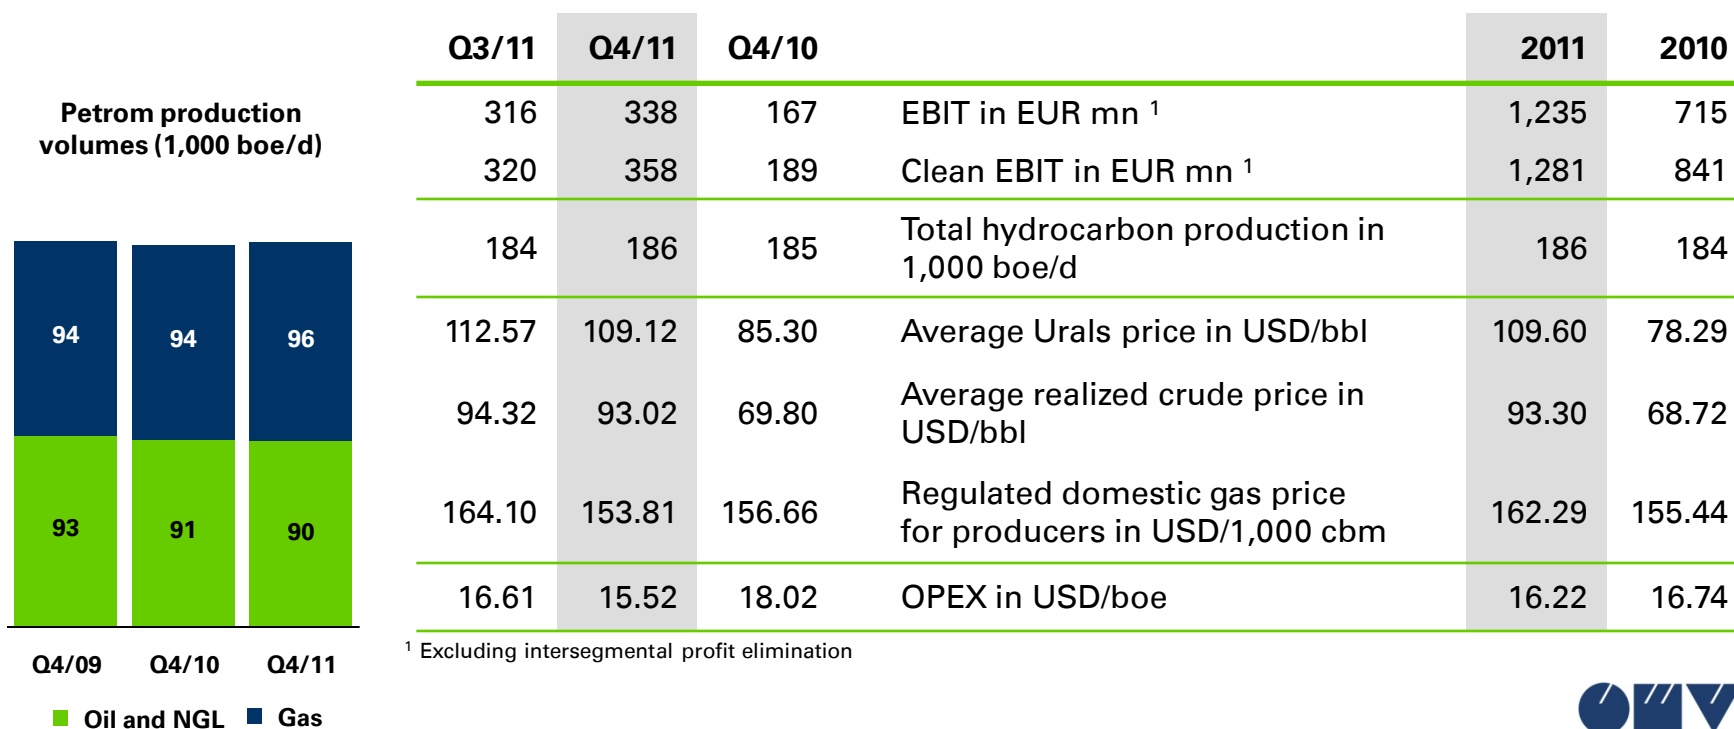 Petrom production
volumes (1,000 boe/d)
94 94 96
93 91 90
Q4/09 Q4/10 Q4/11
Oil and NGL Gas
Q3/11 Q4/11 Q4/10 2011 2010
316 338 167 EBIT in EUR mn ¹ 1,235 715
320 358 189 Clean EBIT in EUR mn ¹ 1,281 841
184 186 185 Total hydrocarbon production in
1,000 boe/d 186 184
112.57 109.12 85.30 Average Urals price in USD/bbl 109.60 78.29
94.32 93.02 69.80 Average realized crude price in
USD/bbl 93.30 68.72
164.10 153.81 156.66 Regulated domestic gas price
for producers in USD/1,000 cbm 162.29 155.44
16.61 15.52 18.02 OPEX in USD/boe 16.22 16.74
¹ Excluding intersegmental profit elimination
OMV